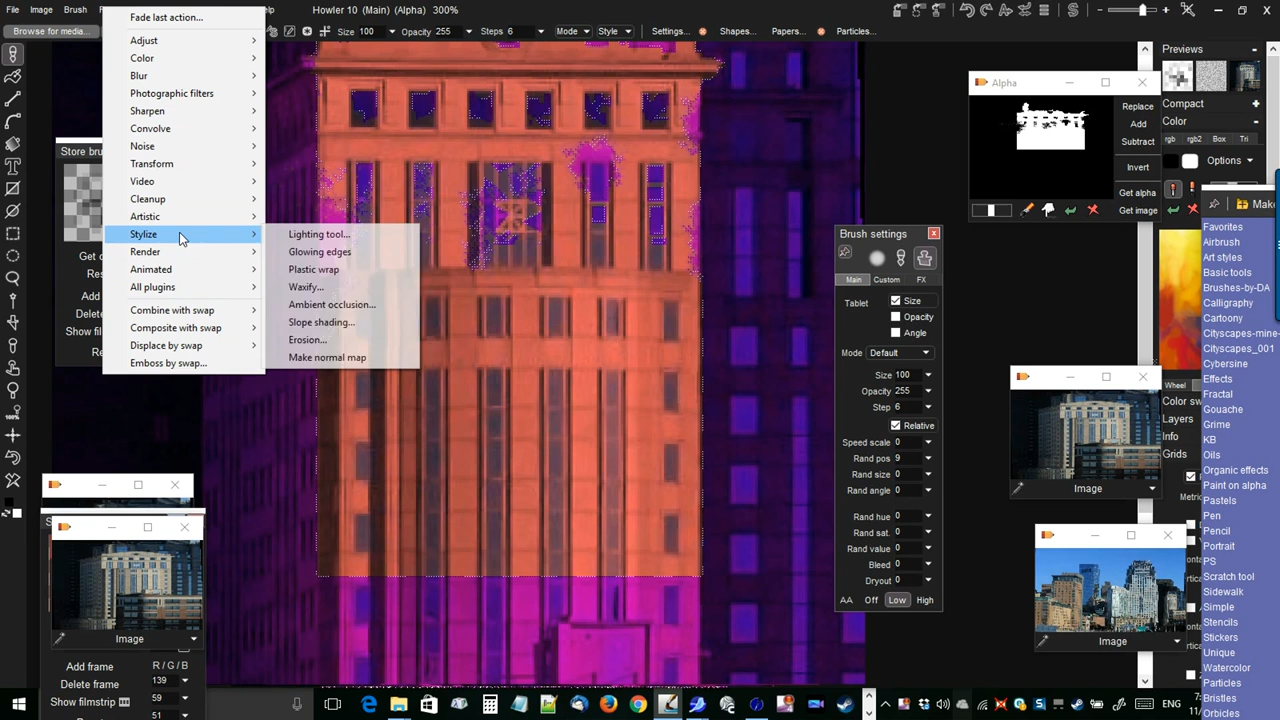 File
Image
Brush
Howler 10 (Main) (Alpha) 300%
Browse for media...
Size 100
Opacity 255
Steps 6
Mode
Style
Settings...
Shapes...
Papers...
Particles...
Fade last action...
Adjust
Color
Blur
Photographic filters
Sharpen
Convolve
Noise
Transform
Video
Cleanup
Artistic
Stylize
Render
Animated
All plugins
Combine with swap
Composite with swap
Displace by swap
Emboss by swap...
Lighting tool...
Glowing edges
Plastic wrap
Waxify...
Ambient occlusion...
Slope shading...
Erosion...
Make normal map
Store bru
Get c
Add
Delete
Show fil
Image
Add frame
Delete frame
Show filmstrip
R / G / B
139
59
51
Brush settings
Main
Custom
FX
Tablet
Size
Opacity
Angle
Mode Default
Size 100
Opacity 255
Step 6
Relative
Speed scale 0
Rand pos 9
Rand size 0
Rand angle 0
Rand hue 0
Rand sat. 0
Rand value 0
Bleed 0
Dryout 0
AA Off Low High
Alpha
Replace
Add
Subtract
Invert
Get alpha
Get image
Image
Image
Previews
Compact
Color
rgb
rgb
Box
Tri
Options
Wheel
Color sw
Layers
Info
Grids
Metric
Make
Favorites
Airbrush
Art styles
Basic tools
Brushes-by-DA
Calligraphy
Cartoony
Cityscapes-mine-
Cityscapes_001
Cybersine
Effects
Fractal
Gouache
Grime
KB
Oils
Organic effects
Paint on alpha
Pastels
Pen
Pencil
Portrait
PS
Scratch tool
Sidewalk
Simple
Stencils
Stickers
Unique
Watercolor
Particles
Bristles
Orbicles
100%